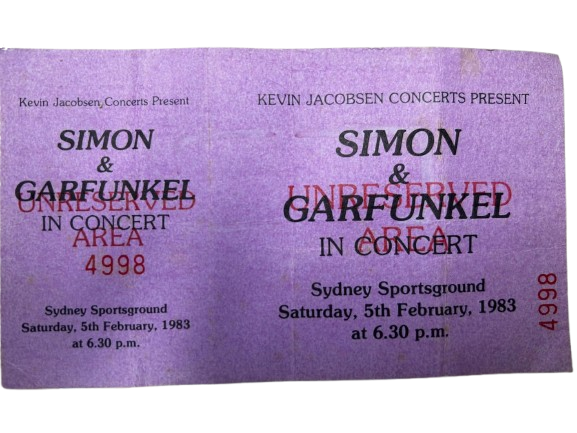 Kevin Jacobsen Concerts Present
SIMON
&
GARFUNKEL
UNRESERVED
IN CONCERT
AREA
4998
Sydney Sportsground
Saturday, 5th February, 1983
at 6.30 p.m.
KEVIN JACOBSEN CONCERTS PRESENT
SIMON
&
UNRESERVED
GARFUNKEL
AREA
IN CONCERT
Sydney Sportsground
Saturday, 5th February, 1983
at 6.30 p.m.
4998